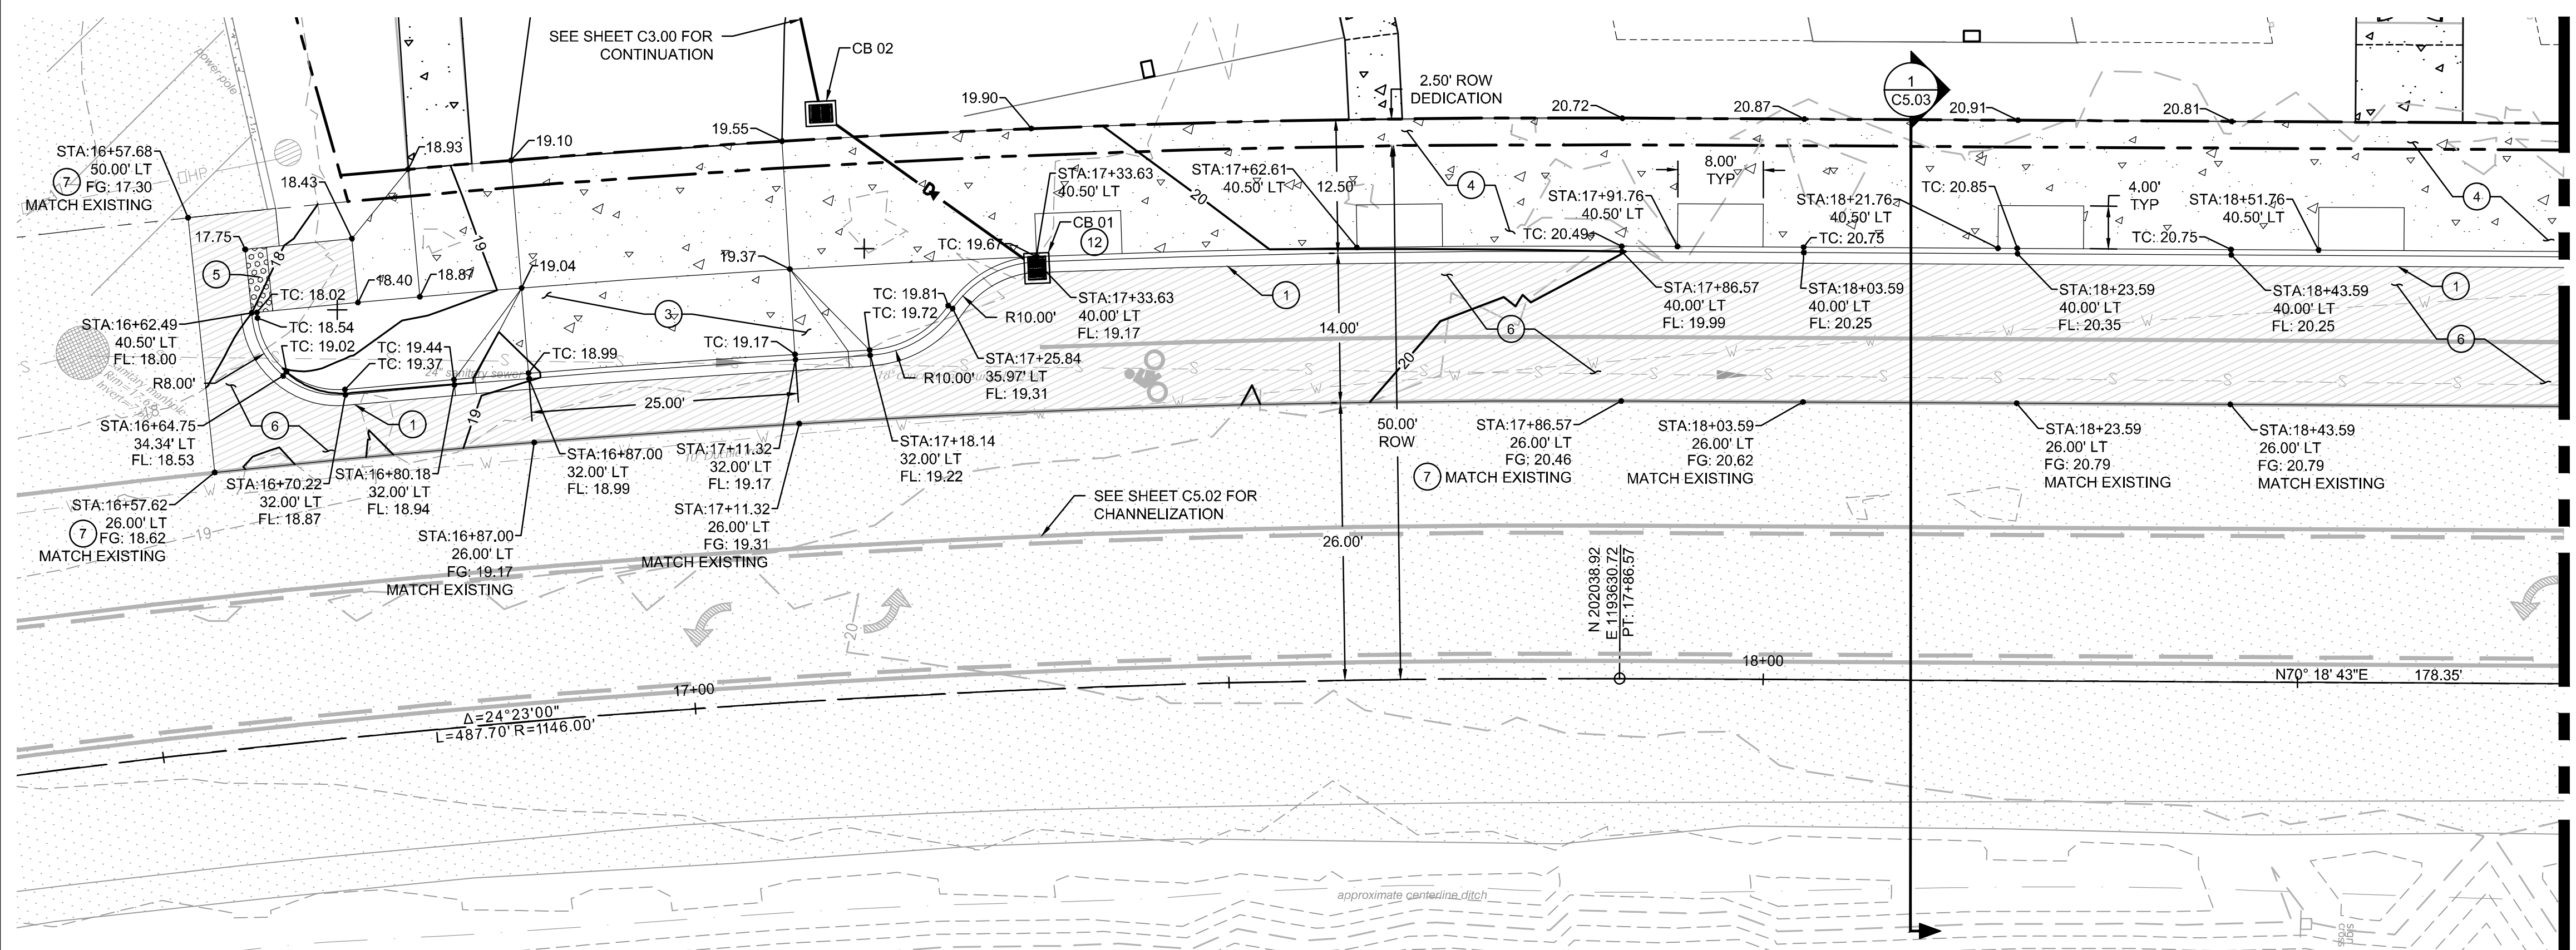 SEE SHEET C3.00 FOR
CONTINUATION
CB 02
power pole
OHP
STA:16+57.68
50.00' LT
7 FG: 17.30
MATCH EXISTING
18.93
19.10
19.55
19.90
2.50' ROW
DEDICATION
20.72
20.87
1
C5.03
20.91
20.81
18.43
17.75
5
18
19
18.40
18.87
19.04
19.37
TC: 19.67
CB 01
12
STA:17+33.63
40.50' LT
20
STA:17+62.61
40.50' LT
12.50'
4
8.00'
TYP
STA:17+91.76
40.50' LT
TC: 20.49
STA:18+21.76
40.50' LT
TC: 20.75
TC: 20.85
4.00'
TYP
STA:18+51.76
40.50' LT
TC: 20.75
4
TC: 18.02
TC: 18.54
TC: 19.02
STA:16+62.49
40.50' LT
FL: 18.00
R8.00'
TC: 19.44
TC: 19.37
3
TC: 18.99
TC: 19.17
TC: 19.81
TC: 19.72
R10.00'
R10.00'
STA:17+33.63
40.00' LT
FL: 19.17
STA:17+25.84
35.97' LT
FL: 19.31
1
14.00'
6
20
STA:17+86.57
40.00' LT
FL: 19.99
STA:18+03.59
40.00' LT
FL: 20.25
STA:18+23.59
40.00' LT
FL: 20.35
STA:18+43.59
40.00' LT
FL: 20.25
1
6
24" sanitary sewer
25.00'
19
1
6
STA:16+64.75
34.34' LT
FL: 18.53
STA:16+57.62
26.00' LT
7 FG: 18.62
MATCH EXISTING
19
STA:16+70.22
32.00' LT
FL: 18.87
STA:16+80.18
32.00' LT
FL: 18.94
STA:16+87.00
32.00' LT
FL: 18.99
STA:16+87.00
26.00' LT
FG: 19.17
MATCH EXISTING
STA:17+11.32
32.00' LT
FL: 19.17
STA:17+11.32
26.00' LT
FG: 19.31
MATCH EXISTING
STA:17+18.14
32.00' LT
FL: 19.22
SEE SHEET C5.02 FOR
CHANNELIZATION
50.00'
ROW
26.00'
STA:17+86.57
26.00' LT
FG: 20.46
7 MATCH EXISTING
STA:18+03.59
26.00' LT
FG: 20.62
MATCH EXISTING
STA:18+23.59
26.00' LT
FG: 20.79
MATCH EXISTING
STA:18+43.59
26.00' LT
FG: 20.79
MATCH EXISTING
N 202038.92
E 1193630.72
PT: 17+86.57
20
17+00
18+00
Δ=24°23'00"
L=487.70' R=1146.00'
N70° 18' 43"E 178.35'
approximate centerline ditch